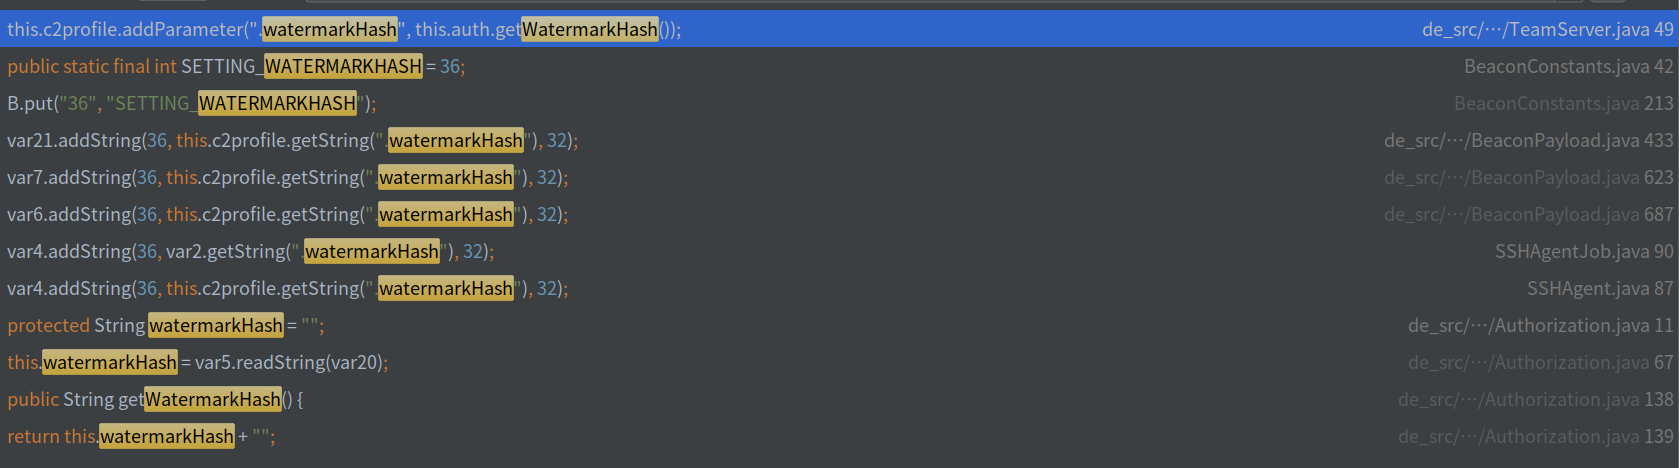 this.c2profile.addParameter(".watermarkHash", this.auth.getWatermarkHash()); de_src/⋯/TeamServer.java 49
public static final int SETTING_WATERMARKHASH = 36; BeaconConstants.java 42
B.put("36", "SETTING_WATERMARKHASH"); BeaconConstants.java 213
var21.addString(36, this.c2profile.getString(".watermarkHash"), 32); de_src/⋯/BeaconPayload.java 433
var7.addString(36, this.c2profile.getString(".watermarkHash"), 32); de_src/⋯/BeaconPayload.java 623
var6.addString(36, this.c2profile.getString(".watermarkHash"), 32); de_src/⋯/BeaconPayload.java 687
var4.addString(36, var2.getString(".watermarkHash"), 32); SSHAgentJob.java 90
var4.addString(36, this.c2profile.getString(".watermarkHash"), 32); SSHAgent.java 87
protected String watermarkHash = ""; de_src/⋯/Authorization.java 11
this.watermarkHash = var5.readString(var20); de_src/⋯/Authorization.java 67
public String getWatermarkHash() { de_src/⋯/Authorization.java 138
return this.watermarkHash + ""; de_src/⋯/Authorization.java 139